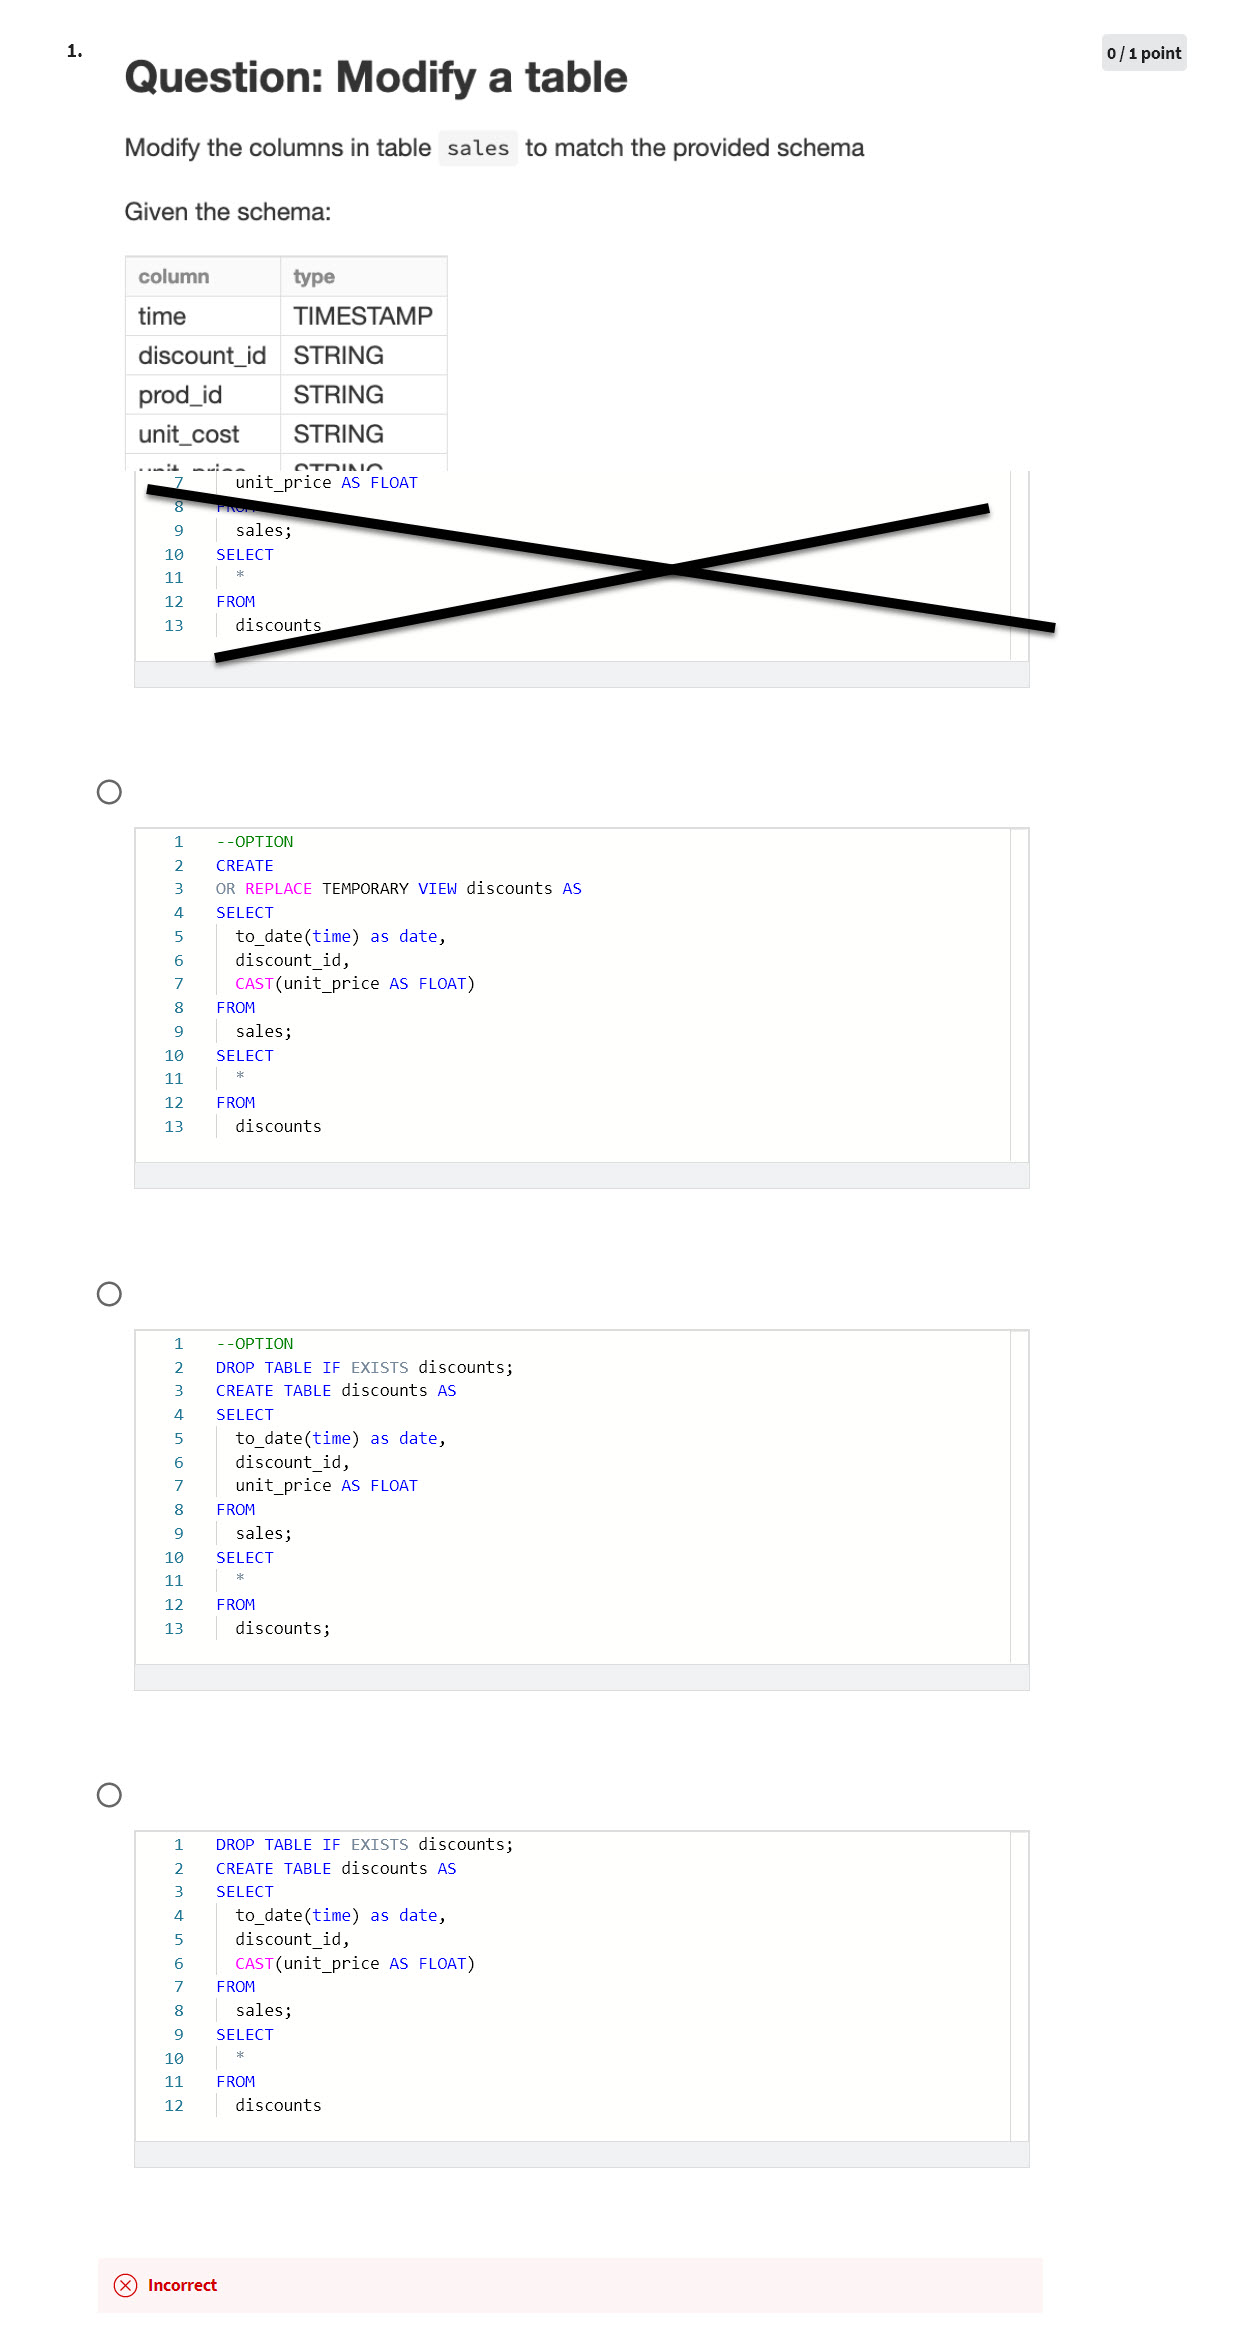 1.
0 / 1 point
Question: Modify a table
Modify the columns in table sales to match the provided schema
Given the schema:
column type
time TIMESTAMP
discount_id STRING
prod_id STRING
unit_cost STRING
unit_price STRING
7 unit_price AS FLOAT
8 FROM
9 sales;
10 SELECT
11 *
12 FROM
13 discounts
1 --OPTION
2 CREATE
3 OR REPLACE TEMPORARY VIEW discounts AS
4 SELECT
5 to_date(time) as date,
6 discount_id,
7 CAST(unit_price AS FLOAT)
8 FROM
9 sales;
10 SELECT
11 *
12 FROM
13 discounts
1 --OPTION
2 DROP TABLE IF EXISTS discounts;
3 CREATE TABLE discounts AS
4 SELECT
5 to_date(time) as date,
6 discount_id,
7 unit_price AS FLOAT
8 FROM
9 sales;
10 SELECT
11 *
12 FROM
13 discounts;
1 DROP TABLE IF EXISTS discounts;
2 CREATE TABLE discounts AS
3 SELECT
4 to_date(time) as date,
5 discount_id,
6 CAST(unit_price AS FLOAT)
7 FROM
8 sales;
9 SELECT
10 *
11 FROM
12 discounts
Incorrect